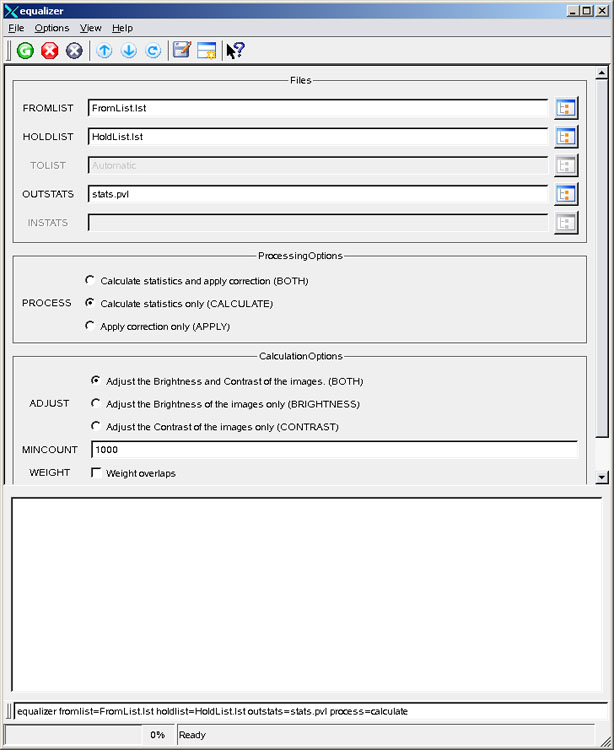 equalizer
File Options View Help
Files
FROMLIST FromList.lst
HOLDLIST HoldList.lst
TOLIST Automatic
OUTSTATS stats.pvl
INSTATS
ProcessingOptions
Calculate statistics and apply correction (BOTH)
PROCESS Calculate statistics only (CALCULATE)
Apply correction only (APPLY)
CalculationOptions
Adjust the Brightness and Contrast of the images. (BOTH)
ADJUST Adjust the Brightness of the images only (BRIGHTNESS)
Adjust the Contrast of the images only (CONTRAST)
MINCOUNT 1000
WEIGHT Weight overlaps
equalizer fromlist=FromList.lst holdlist=HoldList.lst outstats=stats.pvl process=calculate
0% Ready